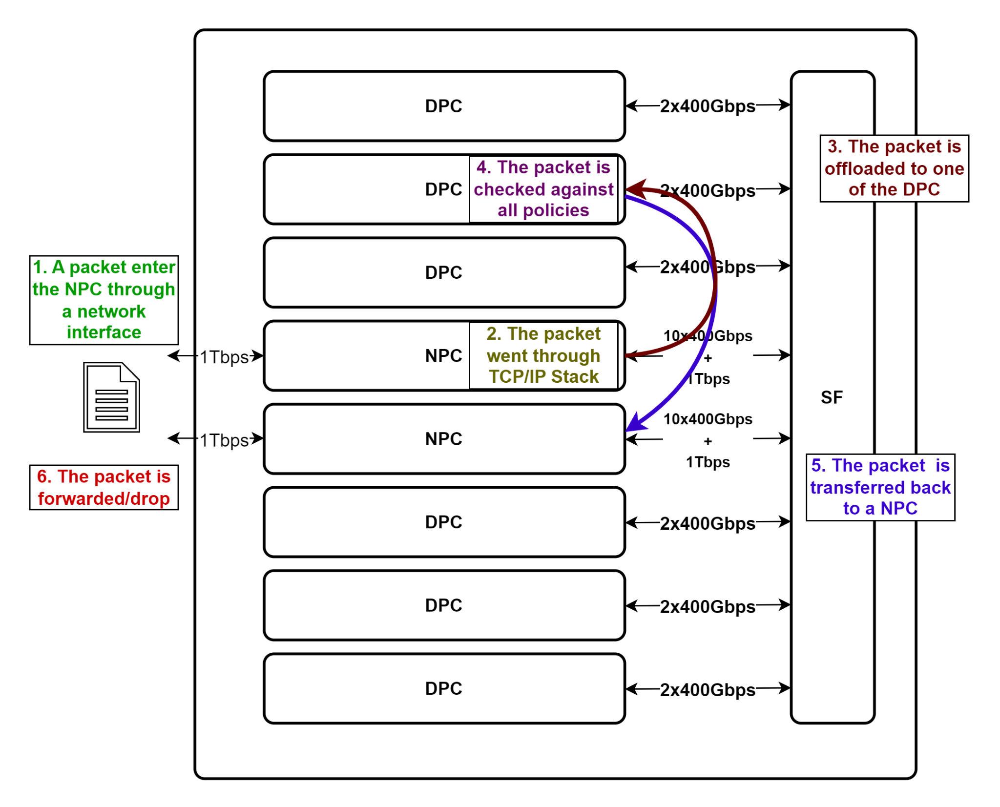 DPC
2x400Gbps
3. The packet is
offloaded to one
of the DPC
DPC
4. The packet is
checked against
all policies
2x400Gbps
DPC
2x400Gbps
1. A packet enter
the NPC through
a network
interface
1Tbps
NPC
2. The packet
went through
TCP/IP Stack
10x400Gbps
+
1Tbps
SF
1Tbps
NPC
10x400Gbps
+
1Tbps
5. The packet  is
transferred back
to a NPC
6. The packet is
forwarded/drop
DPC
2x400Gbps
DPC
2x400Gbps
DPC
2x400Gbps